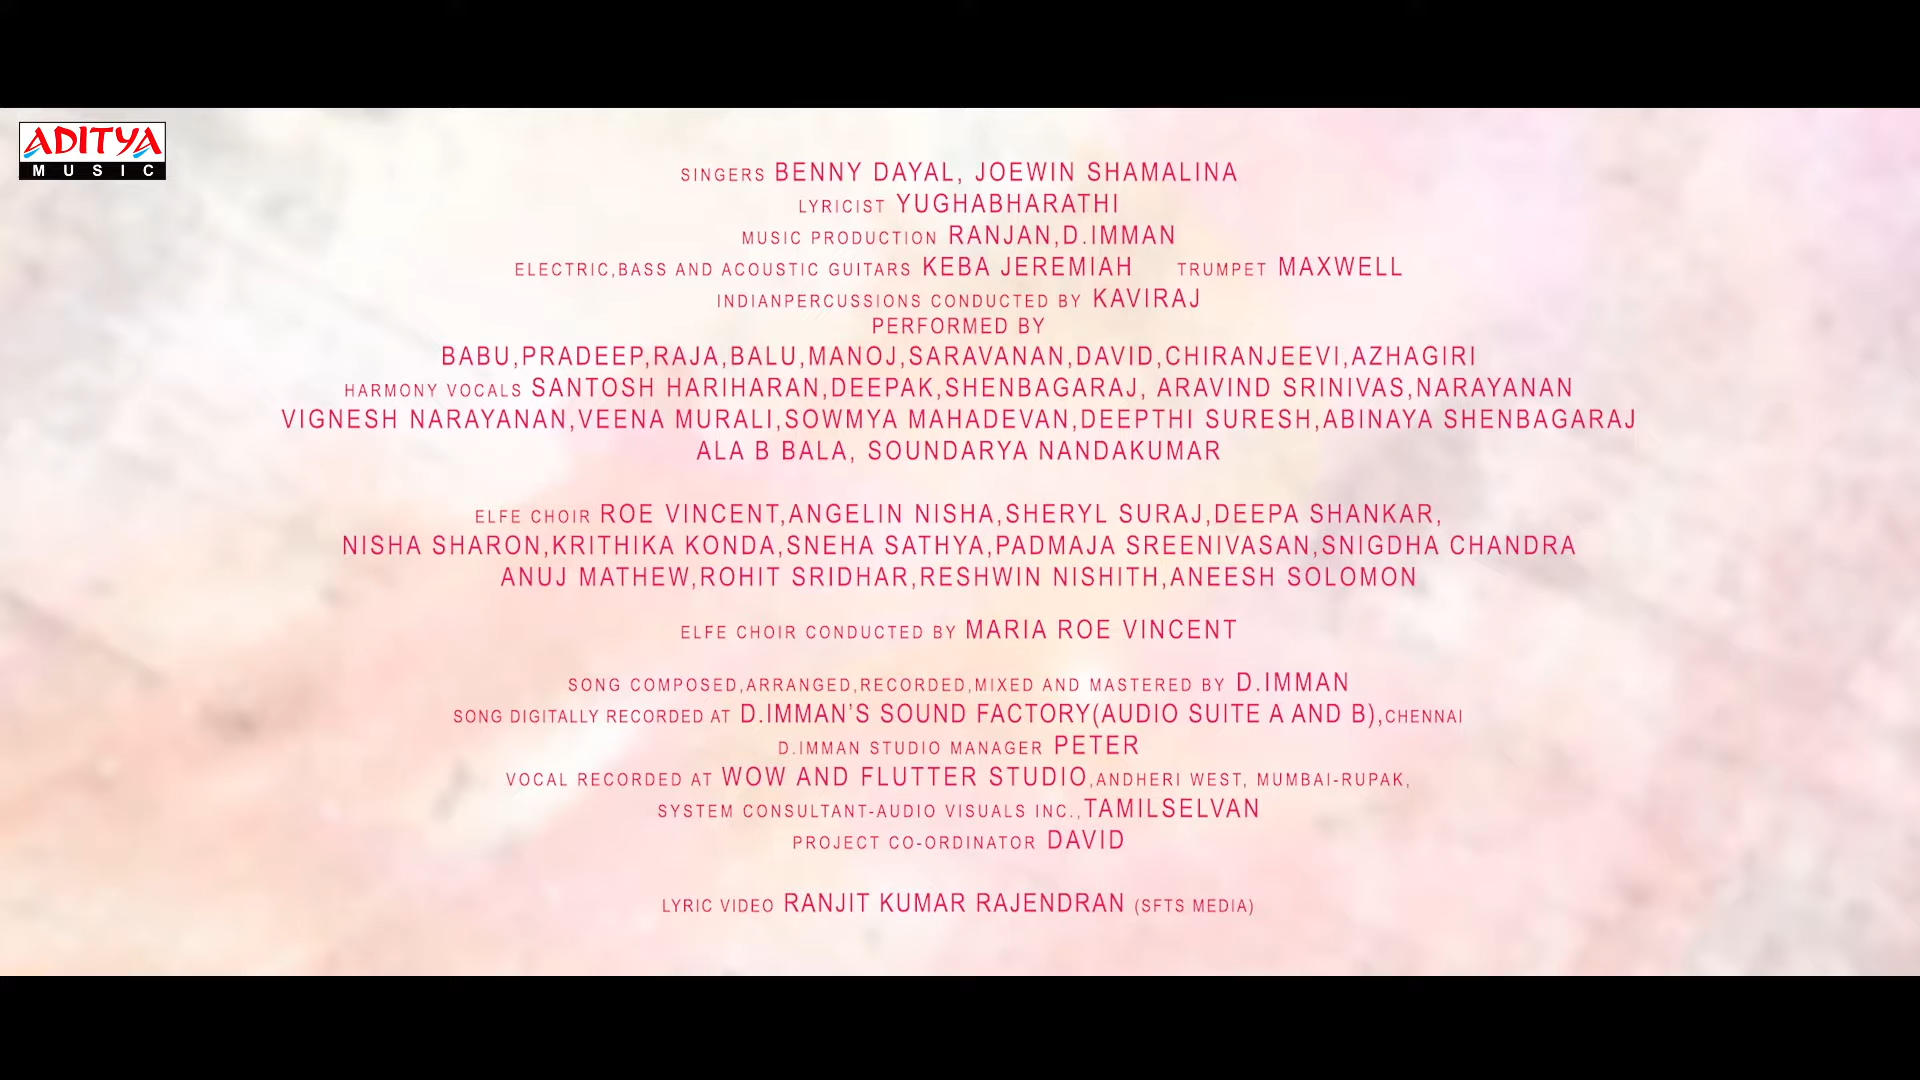 ADITYA
MUSIC
SINGERS BENNY DAYAL, JOEWIN SHAMALINA
LYRICIST YUGHABHARATHI
MUSIC PRODUCTION RANJAN,D.IMMAN
ELECTRIC,BASS AND ACOUSTIC GUITARS KEBA JEREMIAH TRUMPET MAXWELL
INDIANPERCUSSIONS CONDUCTED BY KAVIRAJ
PERFORMED BY
BABU,PRADEEP,RAJA,BALU,MANOJ,SARAVANAN,DAVID,CHIRANJEEVI,AZHAGIRI
HARMONY VOCALS SANTOSH HARIHARAN,DEEPAK,SHENBAGARAJ, ARAVIND SRINIVAS,NARAYANAN
VIGNESH NARAYANAN,VEENA MURALI,SOWMYA MAHADEVAN,DEEPTHI SURESH,ABINAYA SHENBAGARAJ
ALA B BALA, SOUNDARYA NANDAKUMAR
ELFE CHOIR ROE VINCENT,ANGELIN NISHA,SHERYL SURAJ,DEEPA SHANKAR,
NISHA SHARON,KRITHIKA KONDA,SNEHA SATHYA,PADMAJA SREENIVASAN,SNIGDHA CHANDRA
ANUJ MATHEW,ROHIT SRIDHAR,RESHWIN NISHITH,ANEESH SOLOMON
ELFE CHOIR CONDUCTED BY MARIA ROE VINCENT
SONG COMPOSED,ARRANGED,RECORDED,MIXED AND MASTERED BY D.IMMAN
SONG DIGITALLY RECORDED AT D.IMMAN'S SOUND FACTORY(AUDIO SUITE A AND B),CHENNAI
D.IMMAN STUDIO MANAGER PETER
VOCAL RECORDED AT WOW AND FLUTTER STUDIO,ANDHERI WEST, MUMBAI-RUPAK,
SYSTEM CONSULTANT-AUDIO VISUALS INC.,TAMILSELVAN
PROJECT CO-ORDINATOR DAVID
LYRIC VIDEO RANJIT KUMAR RAJENDRAN (SFTS MEDIA)